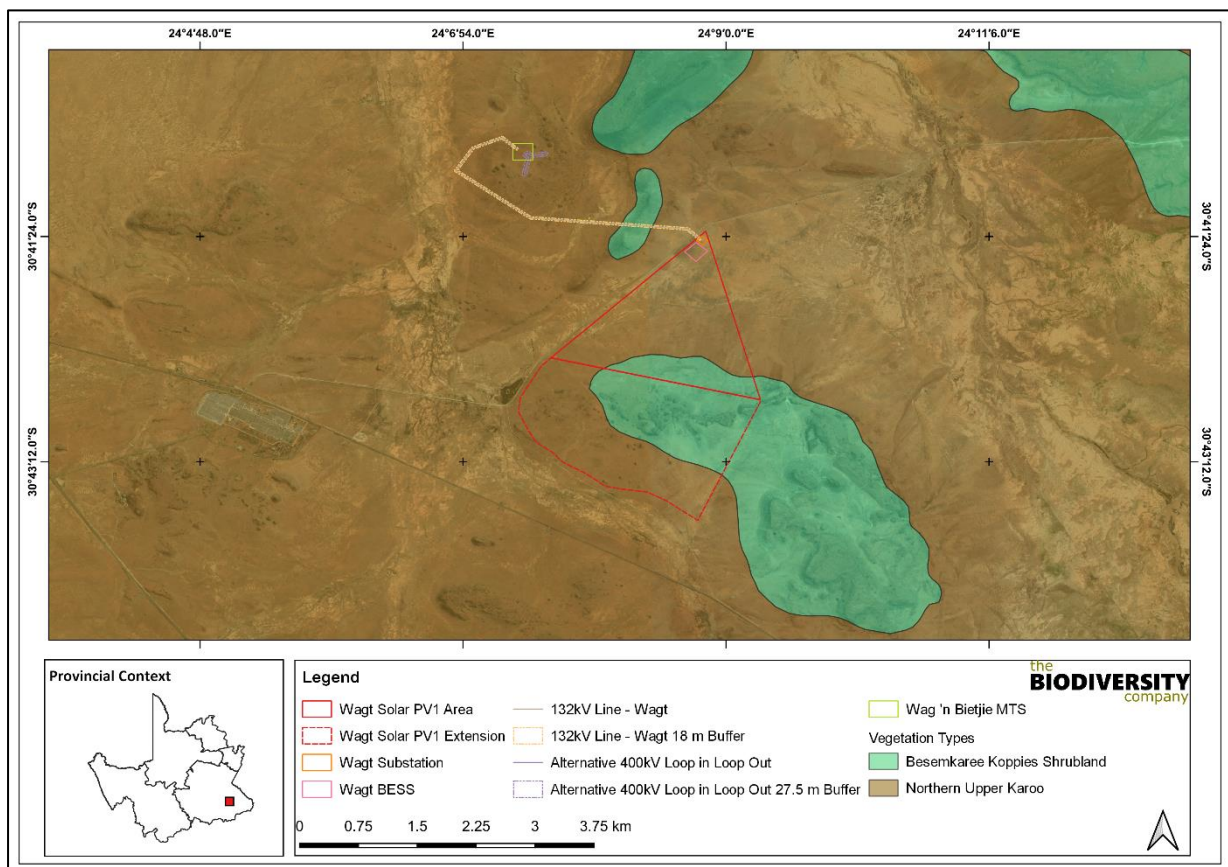 24°4'48.0"E 24°6'54.0"E 24°9'0.0"E 24°11'6.0"E
30°41'24.0"S
30°41'24.0"S
30°43'12.0"S
30°43'12.0"S
Provincial Context
Legend
Wagt Solar PV1 Area
Wagt Solar PV1 Extension
Wagt Substation
Wagt BESS
132kV Line - Wagt
132kV Line - Wagt 18 m Buffer
Alternative 400kV Loop in Loop Out
Alternative 400kV Loop in Loop Out 27.5 m Buffer
Wag 'n Bietjie MTS
Vegetation Types
Besemkaree Koppies Shrubland
Northern Upper Karoo
the
BIODIVERSITY
company
0 0.75 1.5 2.25 3 3.75 km